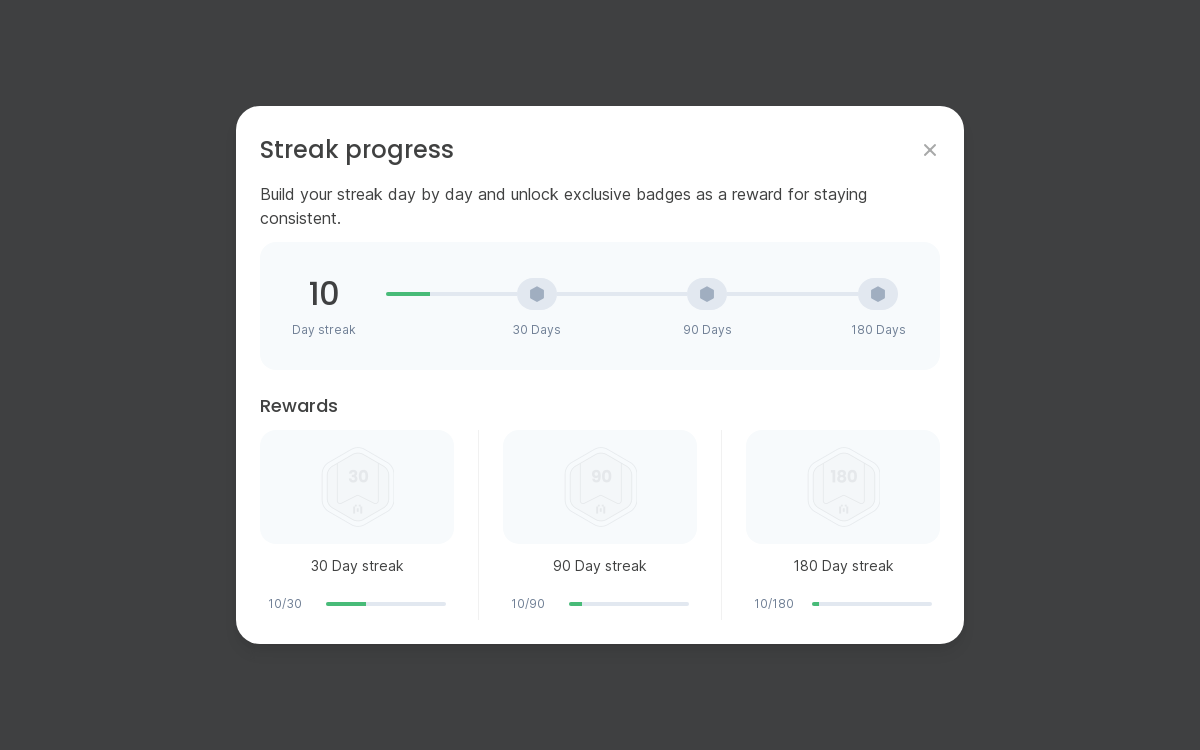 Streak progress
Build your streak day by day and unlock exclusive badges as a reward for staying
consistent.
10
Day streak
30 Days
90 Days
180 Days
Rewards
30
90
180
30 Day streak
90 Day streak
180 Day streak
10/30
10/90
10/180